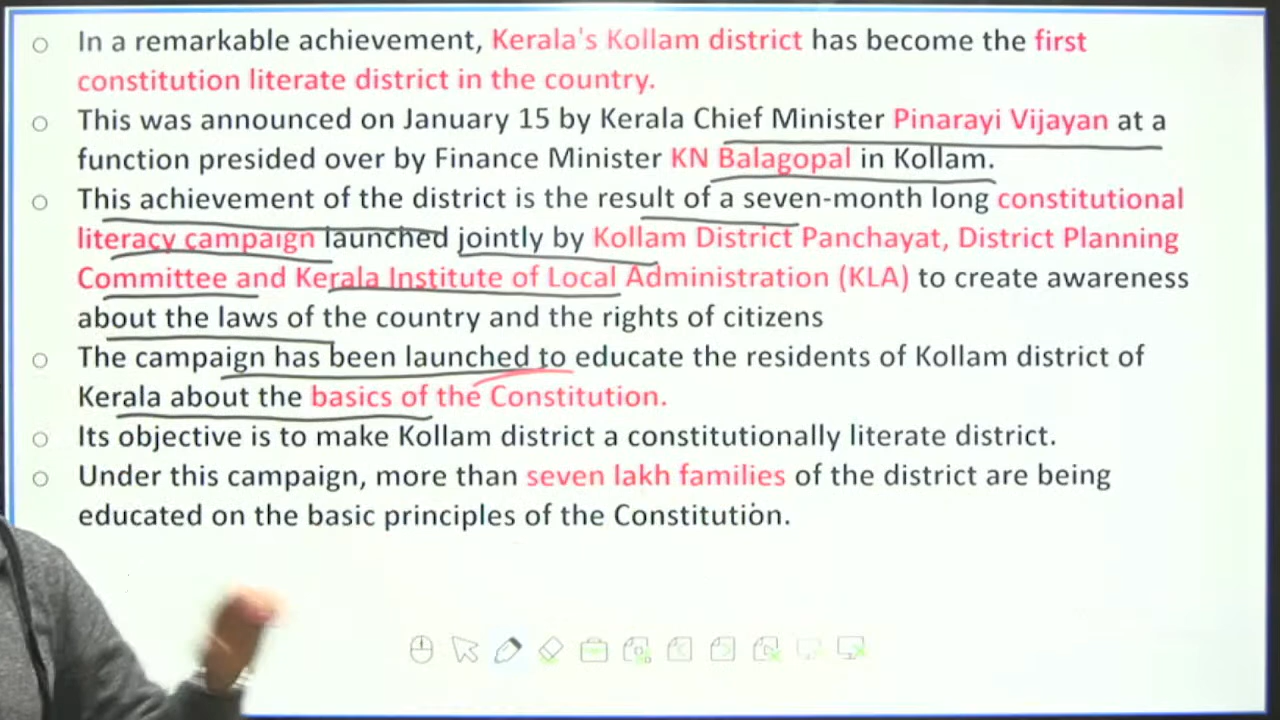 In a remarkable achievement, Kerala's Kollam district has become the first
constitution literate district in the country.
This was announced on January 15 by Kerala Chief Minister Pinarayi Vijayan at a
function presided over by Finance Minister KN Balagopal in Kollam.
This achievement of the district is the result of a seven-month long constitutional
literacy campaign launched jointly by Kollam District Panchayat, District Planning
Committee and Kerala Institute of Local Administration (KLA) to create awareness
about the laws of the country and the rights of citizens
The campaign has been launched to educate the residents of Kollam district of
Kerala about the basics of the Constitution.
Its objective is to make Kollam district a constitutionally literate district.
Under this campaign, more than seven lakh families of the district are being
educated on the basic principles of the Constitution.